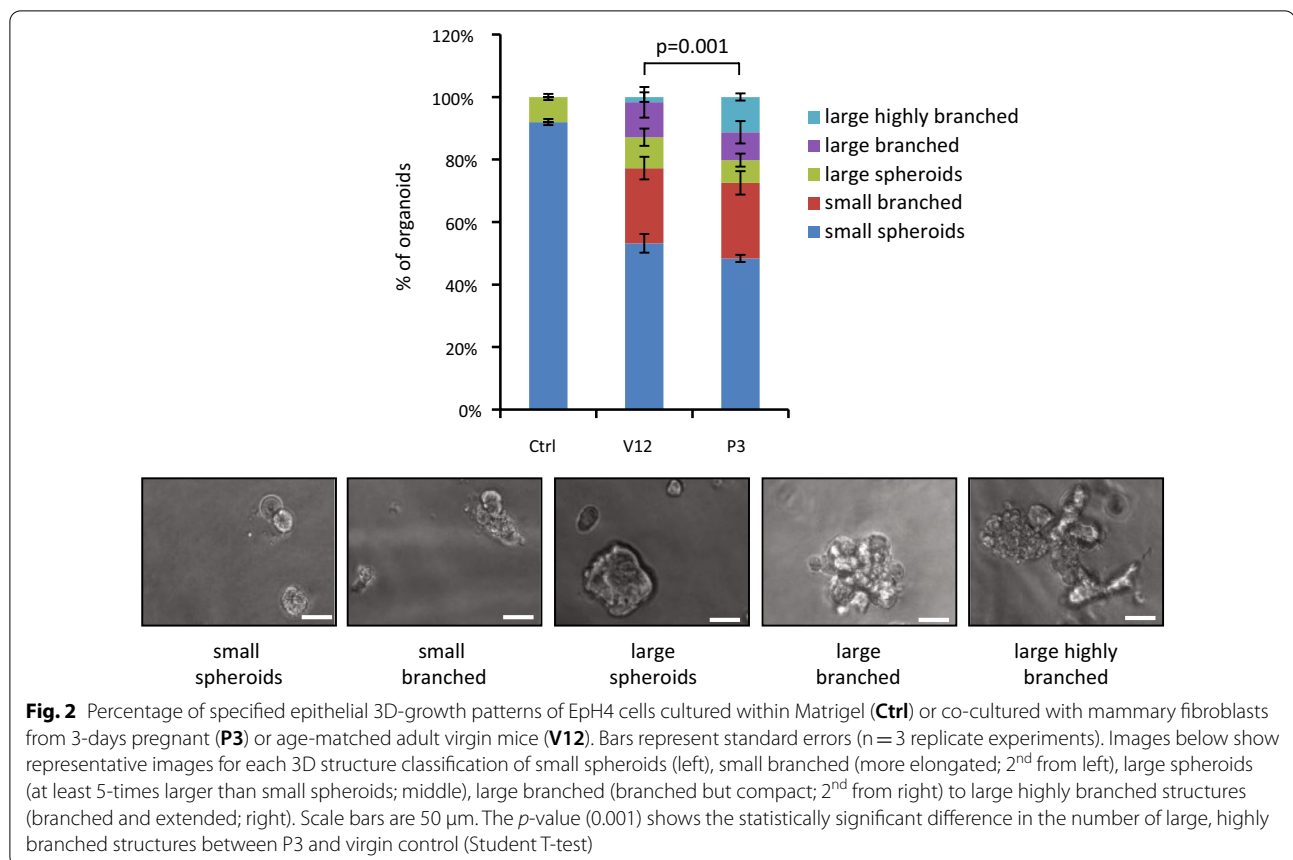 120%
100%
80%
60%
40%
20%
0%
% of organoids
p=0.001
Ctrl
V12
P3
large highly branched
large branched
large spheroids
small branched
small spheroids
small
spheroids
small
branched
large
spheroids
large
branched
large highly
branched
Fig. 2 Percentage of specified epithelial 3D-growth patterns of EpH4 cells cultured within Matrigel (Ctrl) or co-cultured with mammary fibroblasts
from 3-days pregnant (P3) or age-matched adult virgin mice (V12). Bars represent standard errors (n = 3 replicate experiments). Images below show
representative images for each 3D structure classification of small spheroids (left), small branched (more elongated; 2nd from left), large spheroids
(at least 5-times larger than small spheroids; middle), large branched (branched but compact; 2nd from right) to large highly branched structures
(branched and extended; right). Scale bars are 50 μm. The p-value (0.001) shows the statistically significant difference in the number of large, highly
branched structures between P3 and virgin control (Student T-test)